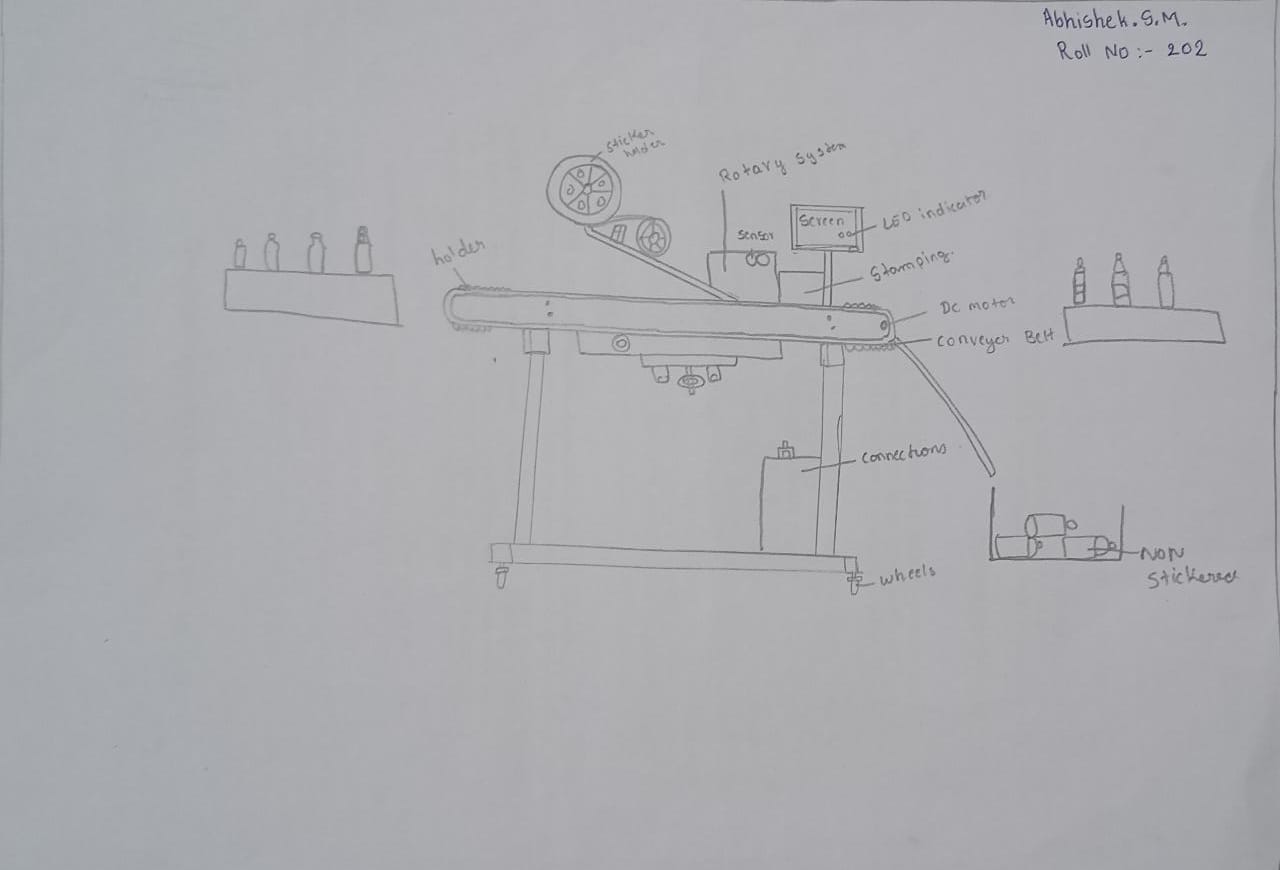 Abhishek.S.M.
Roll No :- 202
Sticker
holder
Rotary system
Screen
LED indicator
Sensor
holder
Stamping.
DC motor
Conveyer Belt
Connections
NON
Stickered
wheels